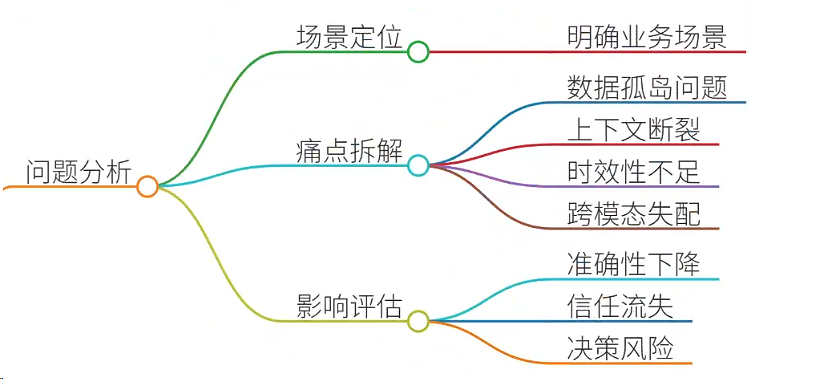 问题分析
场景定位
明确业务场景
痛点拆解
数据孤岛问题
上下文断裂
时效性不足
跨模态失配
影响评估
准确性下降
信任流失
决策风险